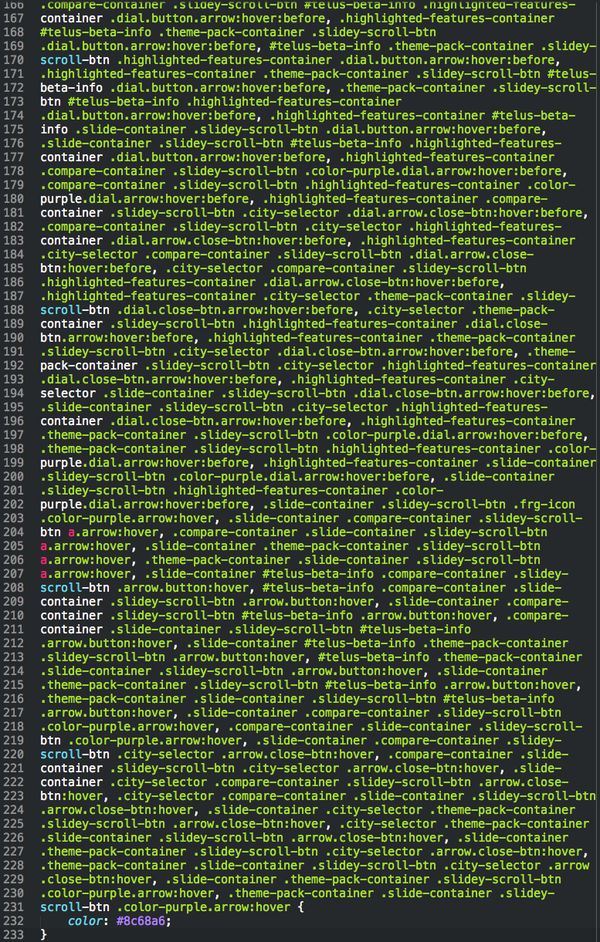 166 .compare-container .slidey-scroll-btn #telus-beta-info .highlighted-features-
167 container .dial.button.arrow:hover:before, .highlighted-features-container
168 #telus-beta-info .theme-pack-container .slidey-scroll-btn
169 .dial.button.arrow:hover:before, #telus-beta-info .theme-pack-container .slidey-
170 scroll-btn .highlighted-features-container .dial.button.arrow:hover:before,
171 .highlighted-features-container .theme-pack-container .slidey-scroll-btn #telus-
172 beta-info .dial.button.arrow:hover:before, .theme-pack-container .slidey-scroll-
173 btn #telus-beta-info .highlighted-features-container
174 .dial.button.arrow:hover:before, .highlighted-features-container #telus-beta-
175 info .slide-container .slidey-scroll-btn .dial.button.arrow:hover:before,
176 .slide-container .slidey-scroll-btn #telus-beta-info .highlighted-features-
177 container .dial.button.arrow:hover:before, .highlighted-features-container
178 .compare-container .slidey-scroll-btn .color-purple.dial.arrow:hover:before,
179 .compare-container .slidey-scroll-btn .highlighted-features-container .color-
180 purple.dial.arrow:hover:before, .highlighted-features-container .compare-
181 container .slidey-scroll-btn .city-selector .dial.arrow.close-btn:hover:before,
182 .compare-container .slidey-scroll-btn .city-selector .highlighted-features-
183 container .dial.arrow.close-btn:hover:before, .highlighted-features-container
184 .city-selector .compare-container .slidey-scroll-btn .dial.arrow.close-
185 btn:hover:before, .city-selector .compare-container .slidey-scroll-btn
186 .highlighted-features-container .dial.arrow.close-btn:hover:before,
187 .highlighted-features-container .city-selector .theme-pack-container .slidey-
188 scroll-btn .dial.close-btn.arrow:hover:before, .city-selector .theme-pack-
189 container .slidey-scroll-btn .highlighted-features-container .dial.close-
190 btn.arrow:hover:before, .highlighted-features-container .theme-pack-container
191 .slidey-scroll-btn .city-selector .dial.close-btn.arrow:hover:before, .theme-
192 pack-container .slidey-scroll-btn .city-selector .highlighted-features-container
193 .dial.close-btn.arrow:hover:before, .highlighted-features-container .city-
194 selector .slide-container .slidey-scroll-btn .dial.close-btn.arrow:hover:before,
195 .slide-container .slidey-scroll-btn .city-selector .highlighted-features-
196 container .dial.close-btn.arrow:hover:before, .highlighted-features-container
197 .theme-pack-container .slidey-scroll-btn .color-purple.dial.arrow:hover:before,
198 .theme-pack-container .slidey-scroll-btn .highlighted-features-container .color-
199 purple.dial.arrow:hover:before, .highlighted-features-container .slide-container
200 .slidey-scroll-btn .color-purple.dial.arrow:hover:before, .slide-container
201 .slidey-scroll-btn .highlighted-features-container .color-
202 purple.dial.arrow:hover:before, .slide-container .slidey-scroll-btn .frg-icon
203 .color-purple.arrow:hover, .slide-container .compare-container .slidey-scroll-
204 btn a.arrow:hover, .compare-container .slide-container .slidey-scroll-btn
205 a.arrow:hover, .slide-container .theme-pack-container .slidey-scroll-btn
206 a.arrow:hover, .theme-pack-container .slide-container .slidey-scroll-btn
207 a.arrow:hover, .slide-container #telus-beta-info .compare-container .slidey-
208 scroll-btn .arrow.button:hover, #telus-beta-info .compare-container .slide-
209 container .slidey-scroll-btn .arrow.button:hover, .slide-container .compare-
210 container .slidey-scroll-btn #telus-beta-info .arrow.button:hover, .compare-
211 container .slide-container .slidey-scroll-btn #telus-beta-info
212 .arrow.button:hover, .slide-container #telus-beta-info .theme-pack-container
213 .slidey-scroll-btn .arrow.button:hover, #telus-beta-info .theme-pack-container
214 .slide-container .slidey-scroll-btn .arrow.button:hover, .slide-container
215 .theme-pack-container .slidey-scroll-btn #telus-beta-info .arrow.button:hover,
216 .theme-pack-container .slide-container .slidey-scroll-btn #telus-beta-info
217 .arrow.button:hover, .slide-container .compare-container .slidey-scroll-btn
218 .color-purple.arrow:hover, .compare-container .slide-container .slidey-scroll-
219 btn .color-purple.arrow:hover, .slide-container .compare-container .slidey-
220 scroll-btn .city-selector .arrow.close-btn:hover, .compare-container .slide-
221 container .slidey-scroll-btn .city-selector .arrow.close-btn:hover, .slide-
222 container .city-selector .compare-container .slidey-scroll-btn .arrow.close-
223 btn:hover, .city-selector .compare-container .slide-container .slidey-scroll-btn
224 .arrow.close-btn:hover, .slide-container .city-selector .theme-pack-container
225 .slidey-scroll-btn .arrow.close-btn:hover, .city-selector .theme-pack-container
226 .slide-container .slidey-scroll-btn .arrow.close-btn:hover, .slide-container
227 .theme-pack-container .slidey-scroll-btn .city-selector .arrow.close-btn:hover,
228 .theme-pack-container .slide-container .slidey-scroll-btn .city-selector .arrow
229 .close-btn:hover, .slide-container .theme-pack-container .slidey-scroll-btn
230 .color-purple.arrow:hover, .theme-pack-container .slide-container .slidey-
231 scroll-btn .color-purple.arrow:hover {
232 color: #8c68a6;
233 }